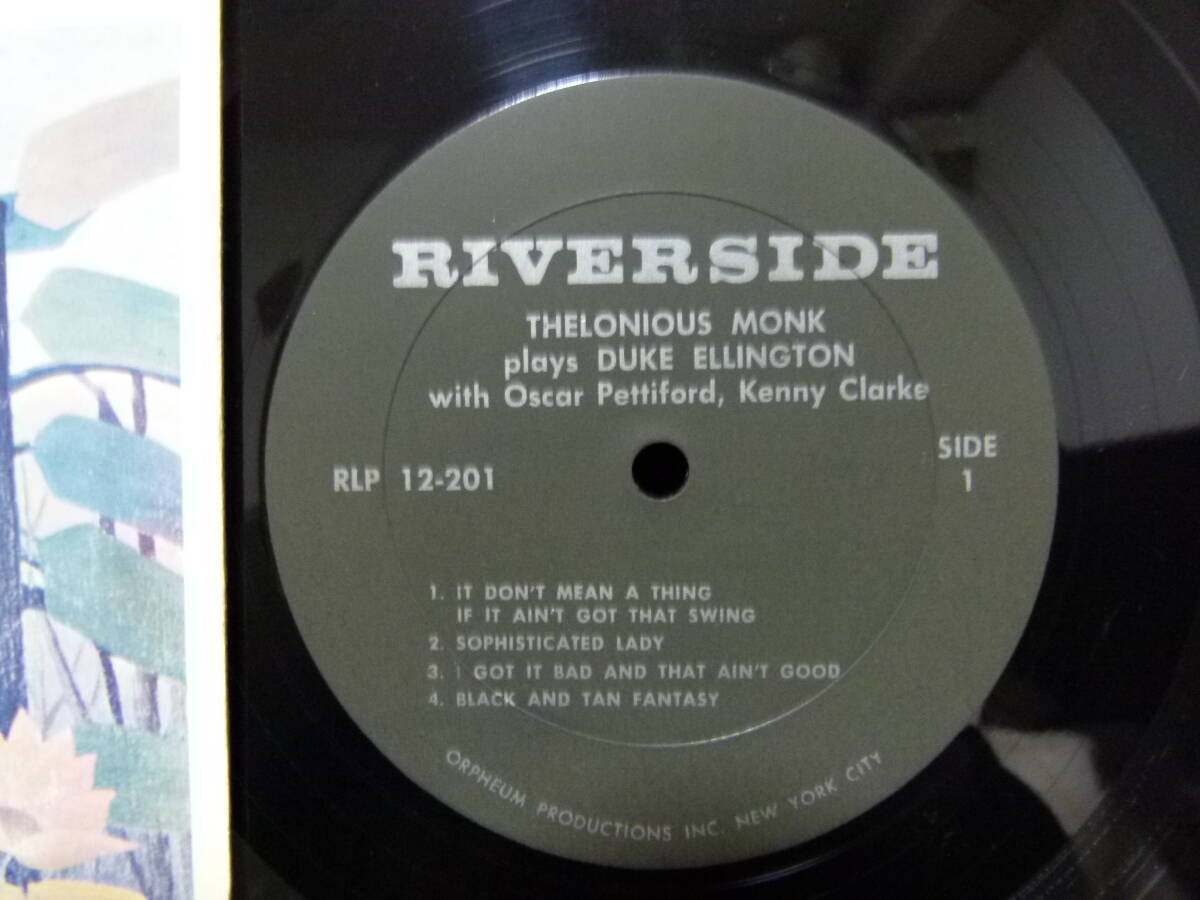 RIVERSIDE
THELONIOUS MONK
plays DUKE ELLINGTON
with Oscar Pettiford, Kenny Clarke
RLP 12-201
SIDE
1
1. IT DON'T MEAN A THING
IF IT AIN'T GOT THAT SWING
2. SOPHISTICATED LADY
3. I GOT IT BAD AND THAT AIN'T GOOD
4. BLACK AND TAN FANTASY
ORPHEUM PRODUCTIONS INC. NEW YORK CITY